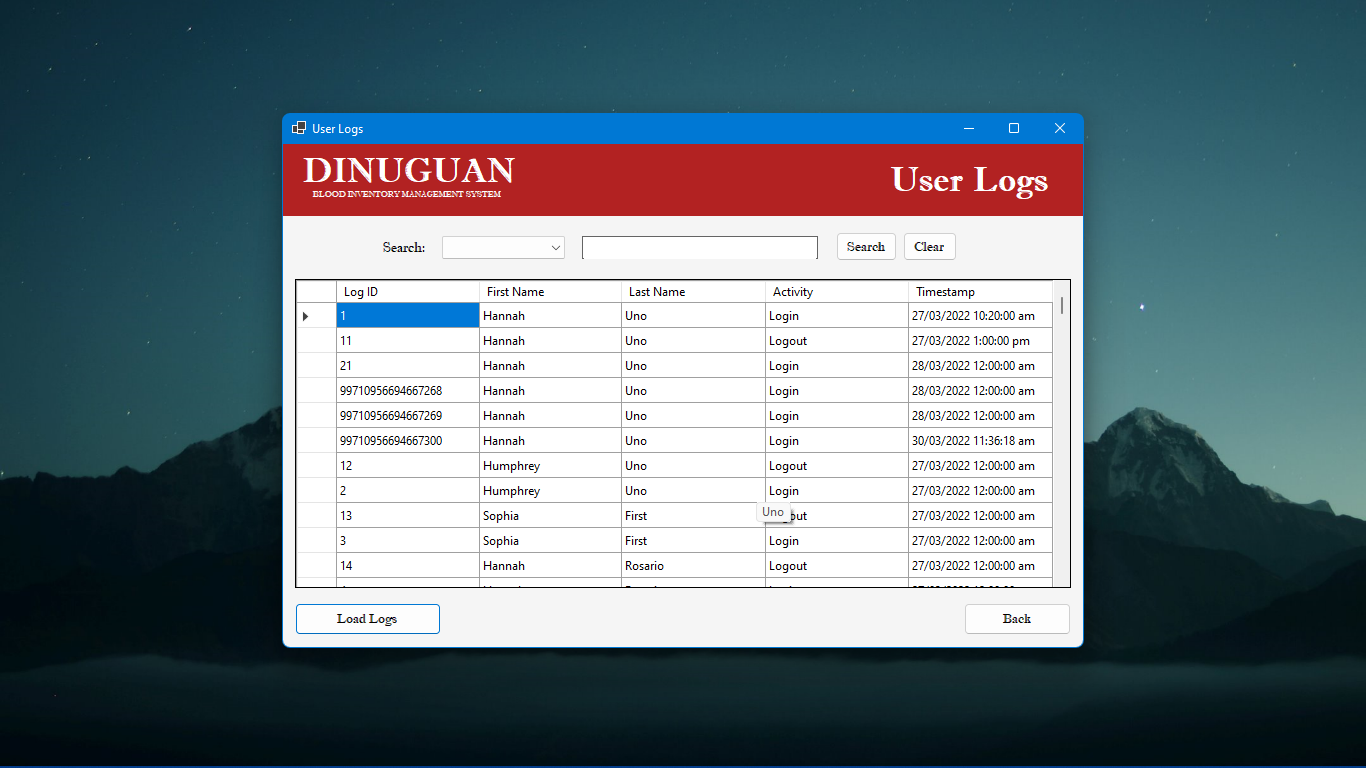 User Logs
DINUGUAN
BLOOD INVENTORY MANAGEMENT SYSTEM
User Logs
Search:
Search
Clear
Log ID First Name Last Name Activity Timestamp
1 Hannah Uno Login 27/03/2022 10:20:00 am
11 Hannah Uno Logout 27/03/2022 1:00:00 pm
21 Hannah Uno Login 28/03/2022 12:00:00 am
99710956694667268 Hannah Uno Login 28/03/2022 12:00:00 am
99710956694667269 Hannah Uno Login 28/03/2022 12:00:00 am
99710956694667300 Hannah Uno Login 30/03/2022 11:36:18 am
12 Humphrey Uno Logout 27/03/2022 12:00:00 am
2 Humphrey Uno Login 27/03/2022 12:00:00 am
Uno
13 Sophia First out 27/03/2022 12:00:00 am
3 Sophia First Login 27/03/2022 12:00:00 am
14 Hannah Rosario Logout 27/03/2022 12:00:00 am
Load Logs
Back